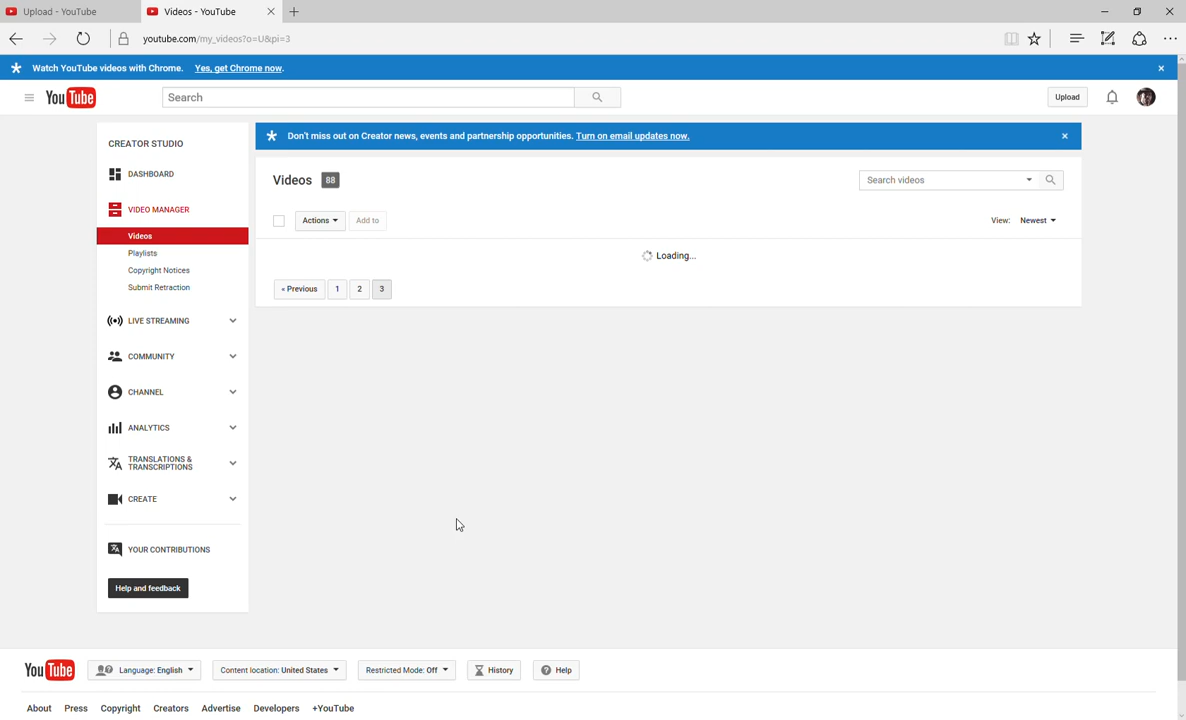 Upload - YouTube
Videos - YouTube
youtube.com/my_videos?o=U&pi=3
Watch YouTube videos with Chrome. Yes, get Chrome now.
YouTube
Search
Upload
CREATOR STUDIO
DASHBOARD
VIDEO MANAGER
Videos
Playlists
Copyright Notices
Submit Retraction
LIVE STREAMING
COMMUNITY
CHANNEL
ANALYTICS
TRANSLATIONS &
TRANSCRIPTIONS
CREATE
YOUR CONTRIBUTIONS
Help and feedback
Don't miss out on Creator news, events and partnership opportunities. Turn on email updates now.
Videos 88
Search videos
Actions Add to
View: Newest
Loading...
« Previous 1 2 3
YouTube Language: English Content location: United States Restricted Mode: Off History Help
About Press Copyright Creators Advertise Developers +YouTube